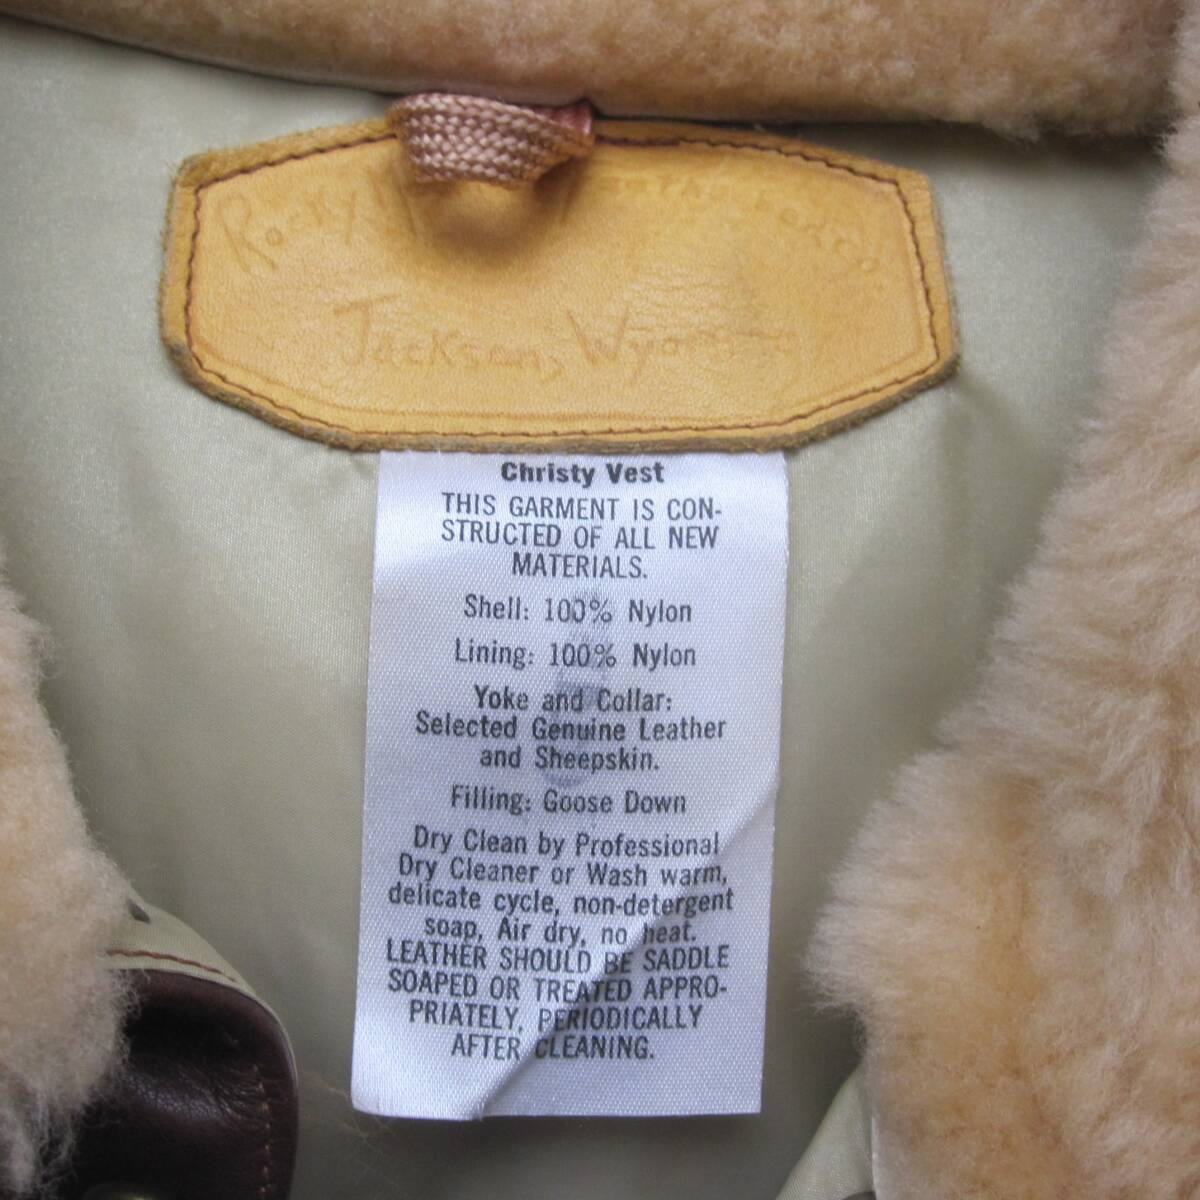 Rocky
Jackson, Wyoming
Christy Vest
THIS GARMENT IS CON-
STRUCTED OF ALL NEW
MATERIALS.
Shell: 100% Nylon
Lining: 100% Nylon
Yoke and Collar:
Selected Genuine Leather
and Sheepskin.
Filling: Goose Down
Dry Clean by Professional
Dry Cleaner or Wash warm,
delicate cycle, non-detergent
soap, Air dry, no heat.
LEATHER SHOULD BE SADDLE
SOAPED OR TREATED APPRO-
PRIATELY, PERIODICALLY
AFTER CLEANING.